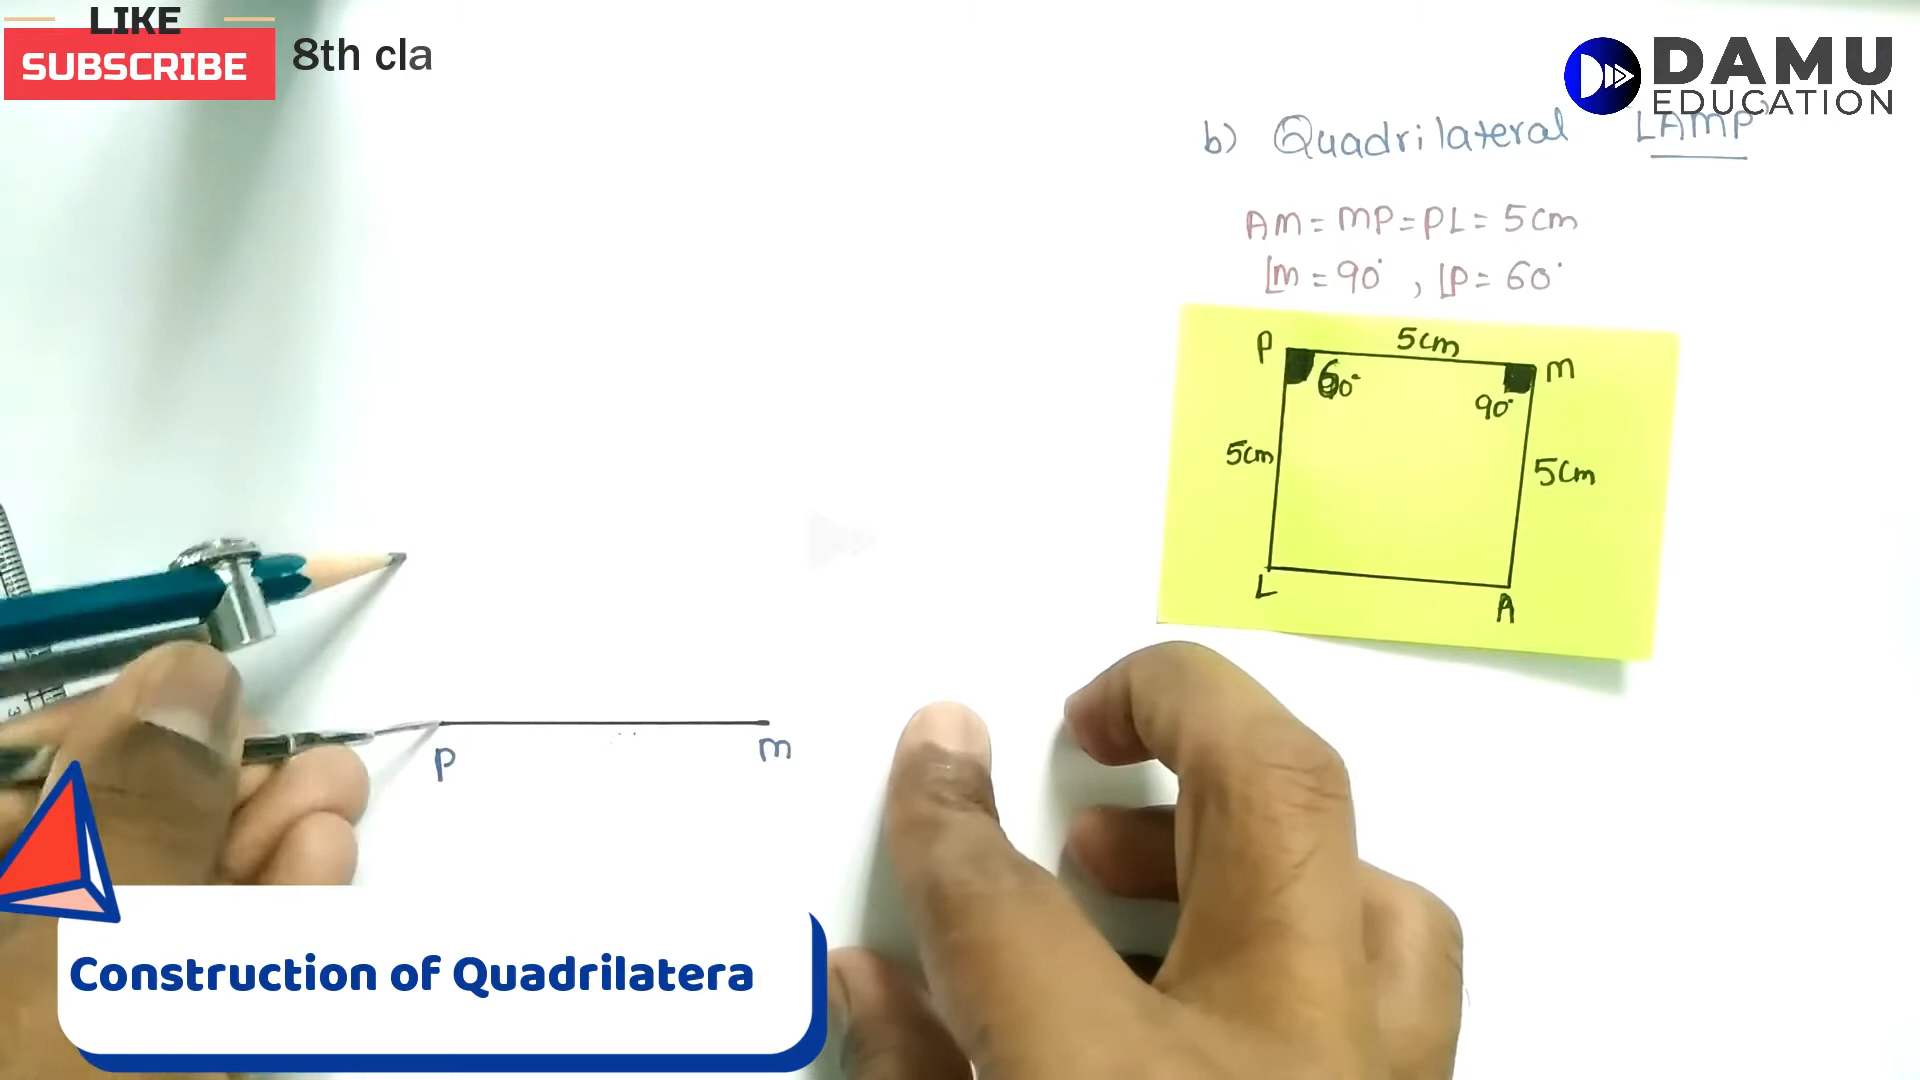 LIKE
SUBSCRIBE
8th cla
DAMU
EDUCATION
b) Quadrilateral "LAMP"
AM = MP = PL = 5cm
∠M = 90°, ∠P = 60°
P 5cm M
60° 90°
5cm 5cm
L A
P m
Construction of Quadrilatera